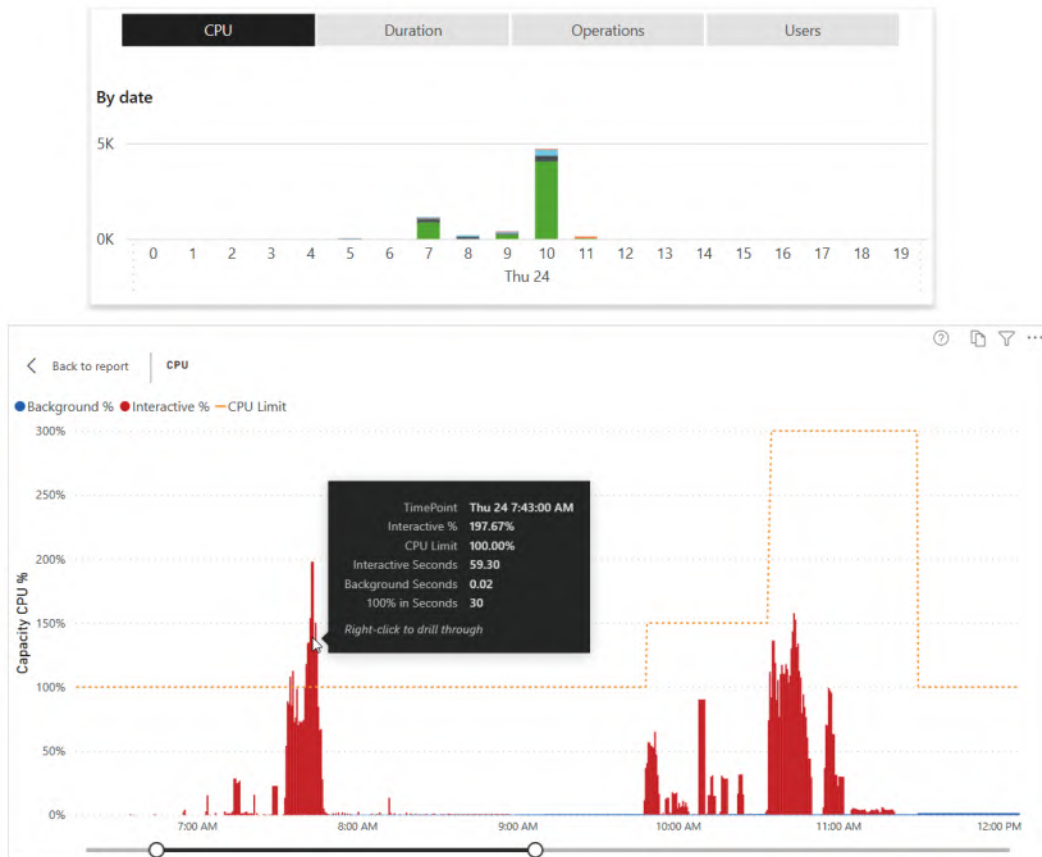 CPU Duration Operations Users
By date
5K
0K
0 1 2 3 4 5 6 7 8 9 10 11 12 13 14 15 16 17 18 19
Thu 24
Back to report CPU
Background % Interactive % CPU Limit
300%
250%
200%
150%
100%
50%
0%
Capacity CPU %
TimePoint Thu 24 7:43:00 AM
Interactive % 197.67%
CPU Limit 100.00%
Interactive Seconds 59.30
Background Seconds 0.02
100% in Seconds 30
Right-click to drill through
7:00 AM 8:00 AM 9:00 AM 10:00 AM 11:00 AM 12:00 PM